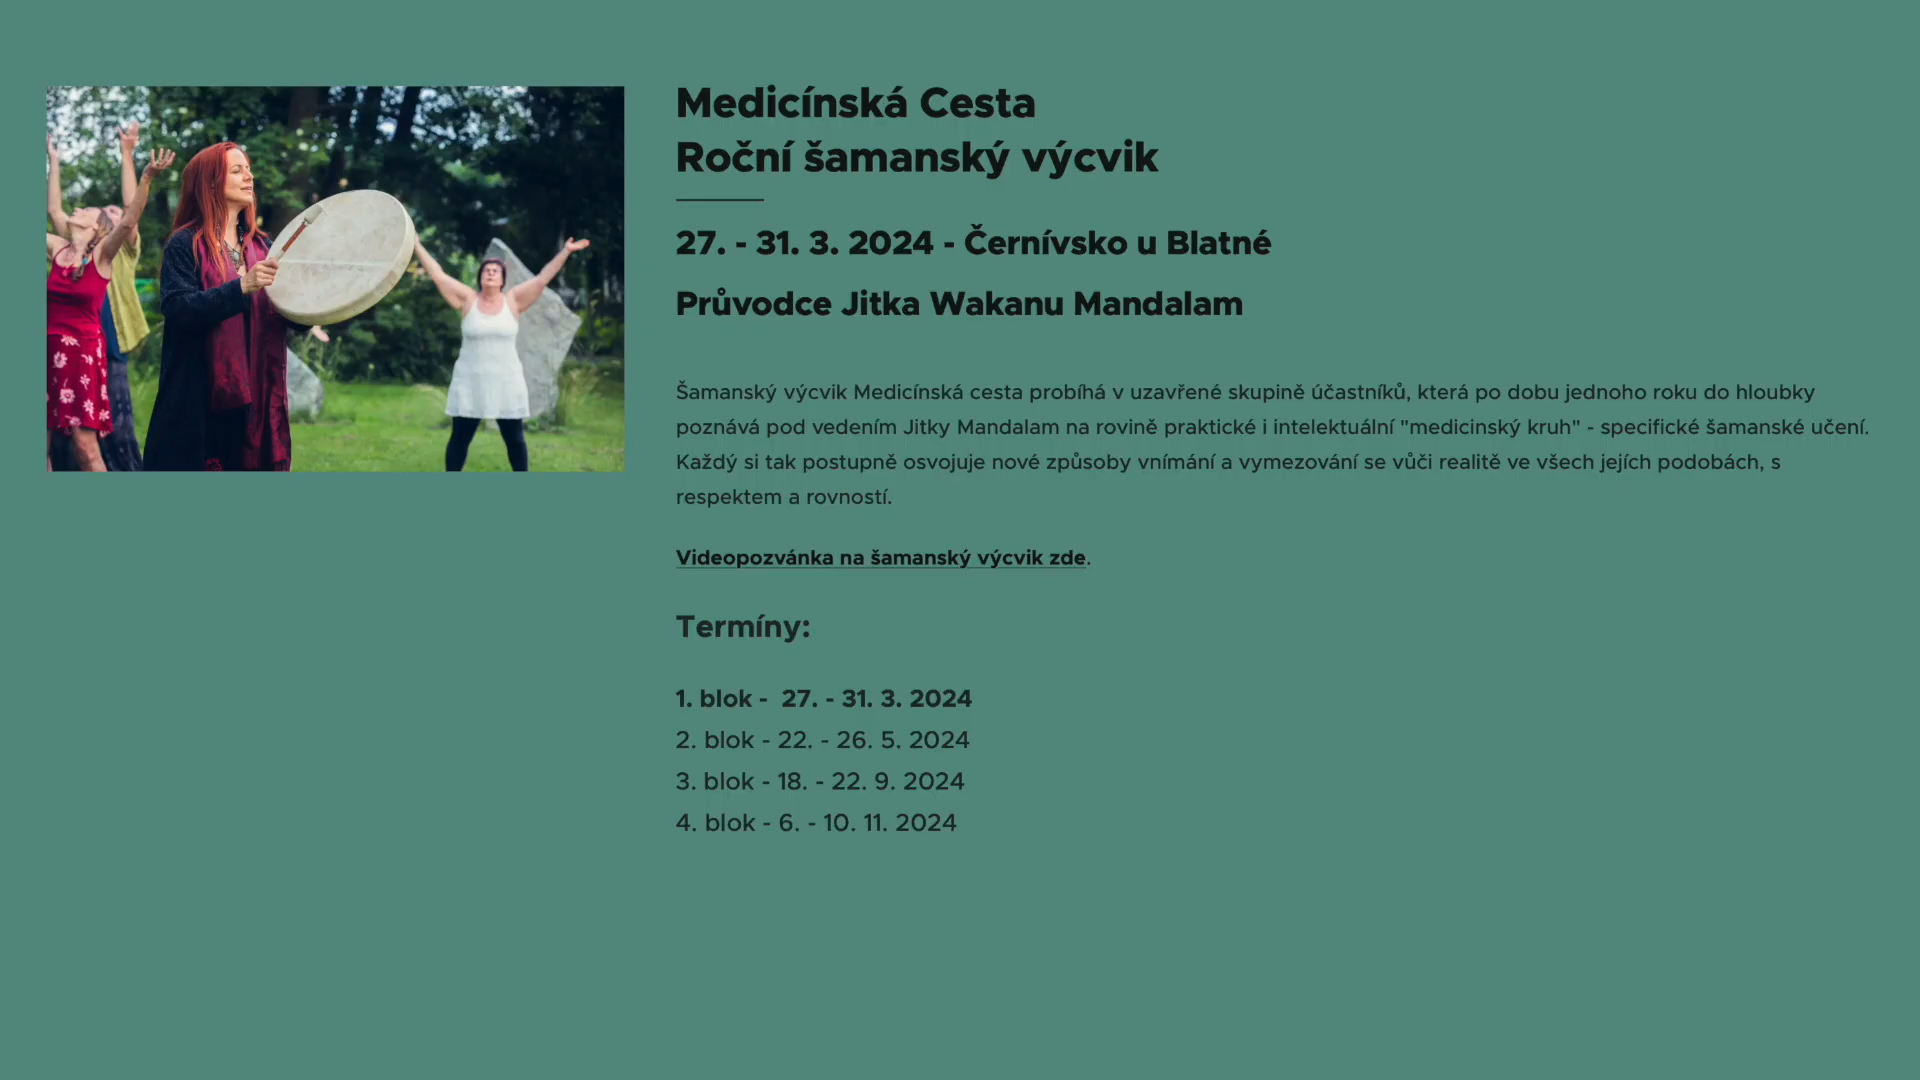 Medicínská Cesta
Roční šamanský výcvik
27. - 31. 3. 2024 - Černívsko u Blatné
Průvodce Jitka Wakanu Mandalam
Šamanský výcvik Medicínská cesta probíhá v uzavřené skupině účastníků, která po dobu jednoho roku do hloubky
poznává pod vedením Jitky Mandalam na rovině praktické i intelektuální "medicinský kruh" - specifické šamanské učení.
Každý si tak postupně osvojuje nové způsoby vnímání a vymezování se vůči realitě ve všech jejích podobách, s
respektem a rovností.
Videopozvánka na šamanský výcvik zde.
Termíny:
1. blok -  27. - 31. 3. 2024
2. blok - 22. - 26. 5. 2024
3. blok - 18. - 22. 9. 2024
4. blok - 6. - 10. 11. 2024